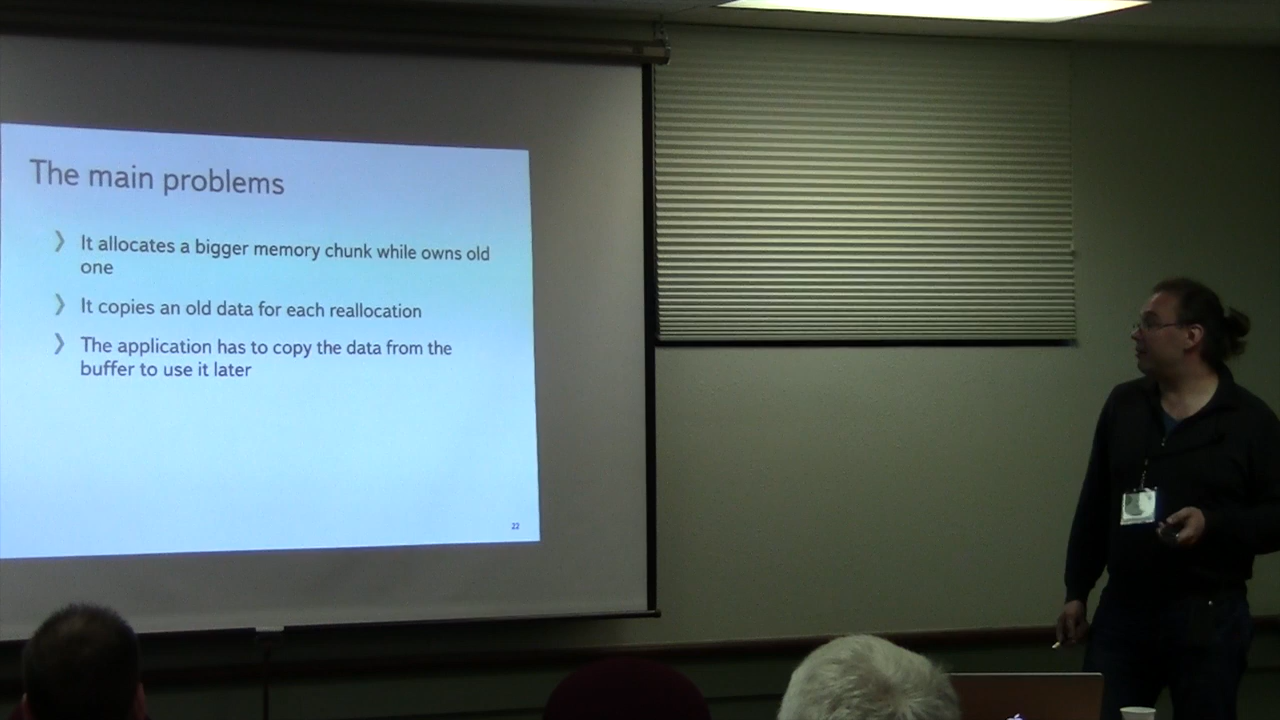 The main problems
It allocates a bigger memory chunk while owns old
one
It copies an old data for each reallocation
The application has to copy the data from the
buffer to use it later
22